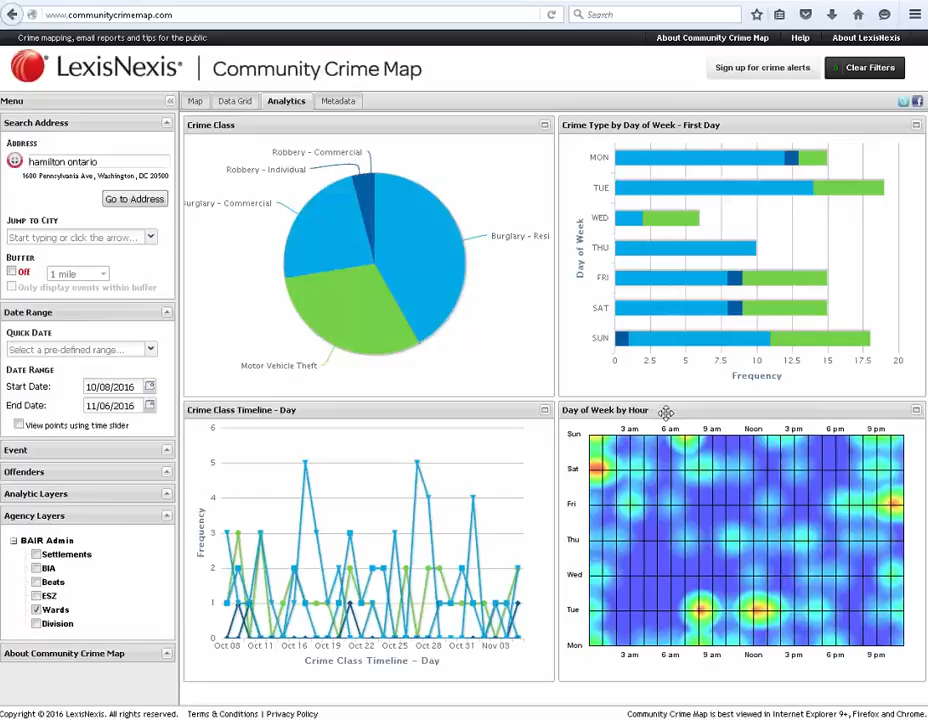 www.communitycrimemap.com
Search
Crime mapping, email reports and tips for the public
About Community Crime Map
Help
About LexisNexis
LexisNexis® | Community Crime Map
Sign up for crime alerts
Clear Filters
Menu
Map
Data Grid
Analytics
Metadata
Search Address
ADDRESS
hamilton ontario
1600 Pennsylvania Ave, Washington, DC 20500
Go to Address
JUMP TO CITY
Start typing or click the arrow...
BUFFER
Off
1 mile
Only display events within buffer
Date Range
QUICK DATE
Select a pre-defined range...
DATE RANGE
Start Date: 10/08/2016
End Date: 11/06/2016
View points using time slider
Event
Offenders
Analytic Layers
Agency Layers
BAIR Admin
Settlements
BIA
Beats
ESZ
Wards
Division
About Community Crime Map
Crime Class
Robbery - Commercial
Robbery - Individual
urglary - Commercial
Burglary - Resi
Motor Vehicle Theft
Crime Type by Day of Week - First Day
Day of Week
MON
TUE
WED
THU
FRI
SAT
SUN
0 2.5 5 7.5 10 12.5 15 17.5 20
Frequency
Crime Class Timeline - Day
Frequency
6
5
4
3
2
1
0
Oct 08 Oct 11 Oct 16 Oct 19 Oct 22 Oct 25 Oct 28 Oct 31 Nov 03
Crime Class Timeline - Day
Day of Week by Hour
3 am 6 am 9 am Noon 3 pm 6 pm 9 pm
Sun
Sat
Fri
Thu
Wed
Tue
Mon
3 am 6 am 9 am Noon 3 pm 6 pm 9 pm
Copyright © 2016 LexisNexis. All rights reserved. Terms & Conditions | Privacy Policy
Community Crime Map is best viewed in Internet Explorer 9+, Firefox and Chrome.